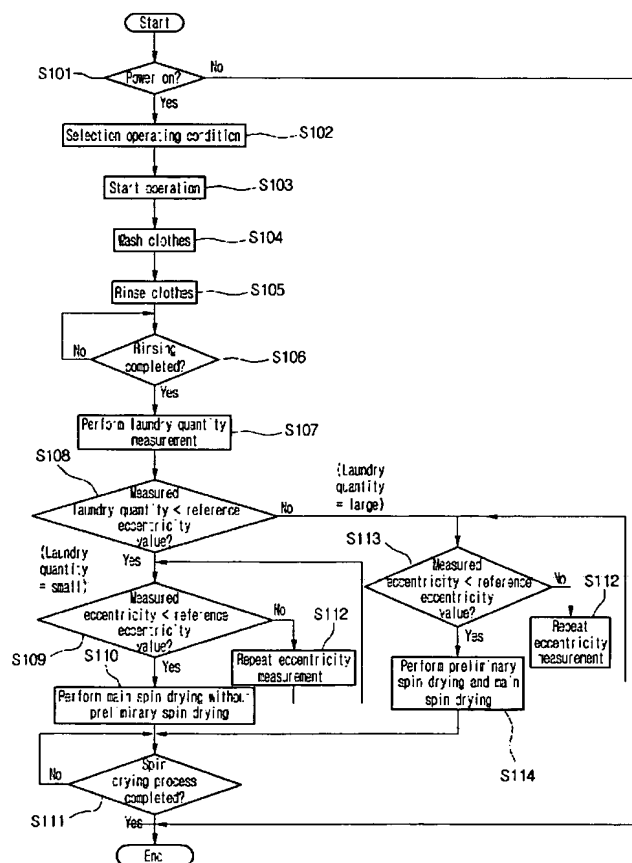 Start
S101
Power on?
No
Yes
Selection operating condition
S102
Start operation
S103
Wash clothes
S104
Rinse clothes
S105
No
Rirsing
completed?
S106
Yes
Perform laundry quantity
measurement
S107
S108
Measured
laundry quantity < reference
eccentricity
value?
No
(Laundry
quantity
= large)
Yes
(Laundry
quantity
= small)
S113
Measured
eccentricity < reference
eccentricity
value?
No
S112
Repeat
eccentricity
measurement
Yes
Measured
eccentricity < reference
eccentricity
value?
No
S112
S109
S110
Yes
Repeat eccentricity
measurement
Perform preliminary
spin drying and main
spin drying
S114
Perform main spin drying without
preliminary spin drying
No
Spin
crying process
completed?
S111
Yes
End